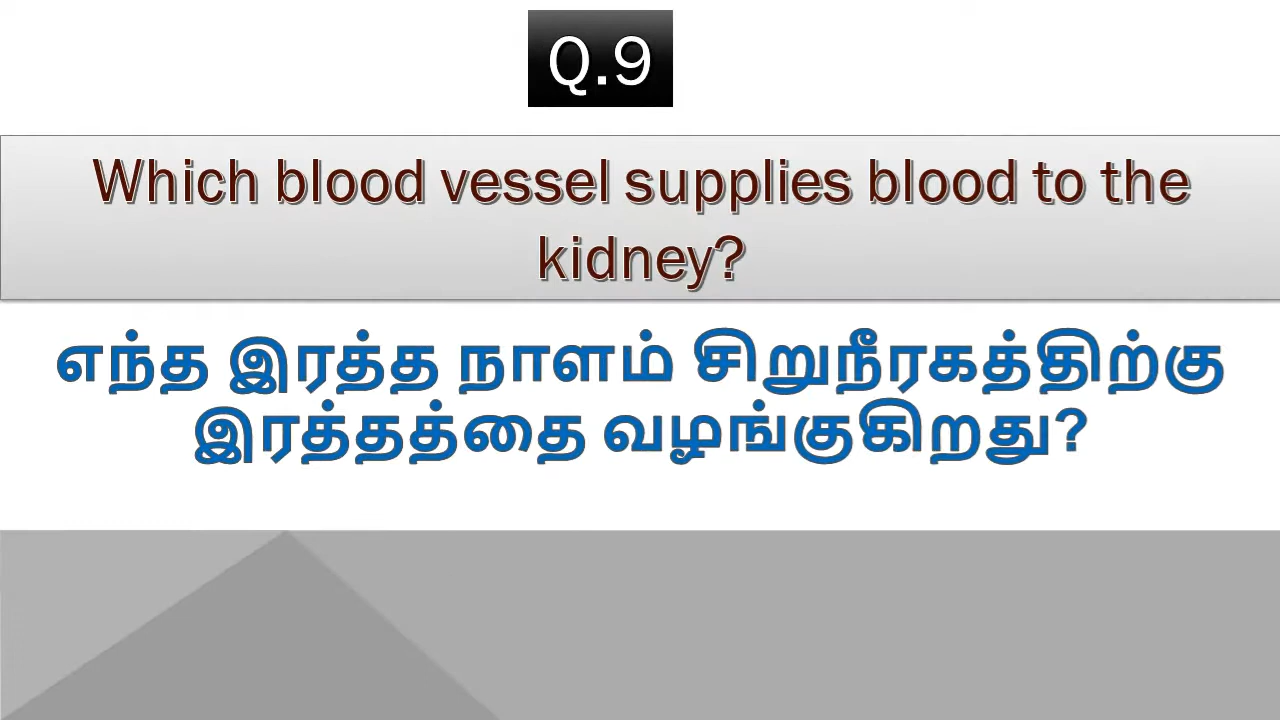 Q.9
Which blood vessel supplies blood to the
kidney?
எந்த இரத்த நாளம் சிறுநீரகத்திற்கு
இரத்தத்தை வழங்குகிறது?